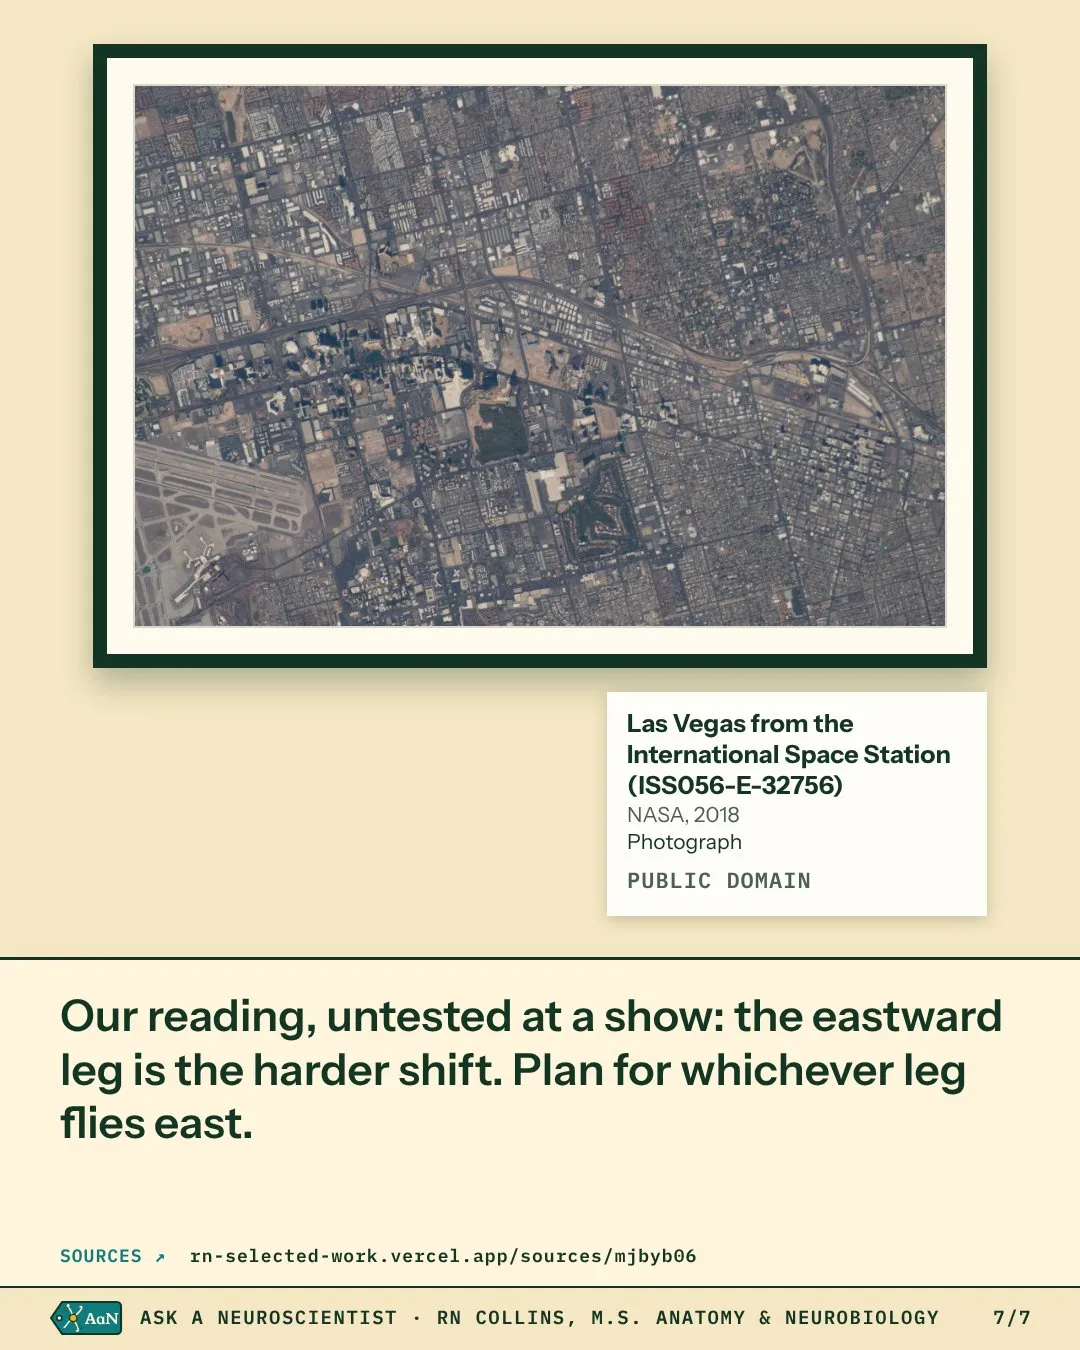 Las Vegas from the
International Space Station
(ISS056-E-32756)
NASA, 2018
Photograph
PUBLIC DOMAIN
Our reading, untested at a show: the eastward
leg is the harder shift. Plan for whichever leg
flies east.
SOURCES ↗ rn-selected-work.vercel.app/sources/mjbyb06
AaN ASK A NEUROSCIENTIST · RN COLLINS, M.S. ANATOMY & NEUROBIOLOGY 7/7